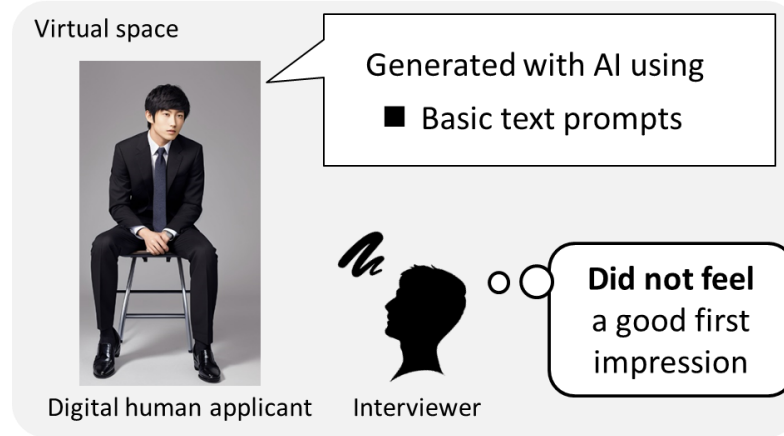 Virtual space
Generated with AI using
■ Basic text prompts
Did not feel
a good first
impression
Digital human applicant
Interviewer